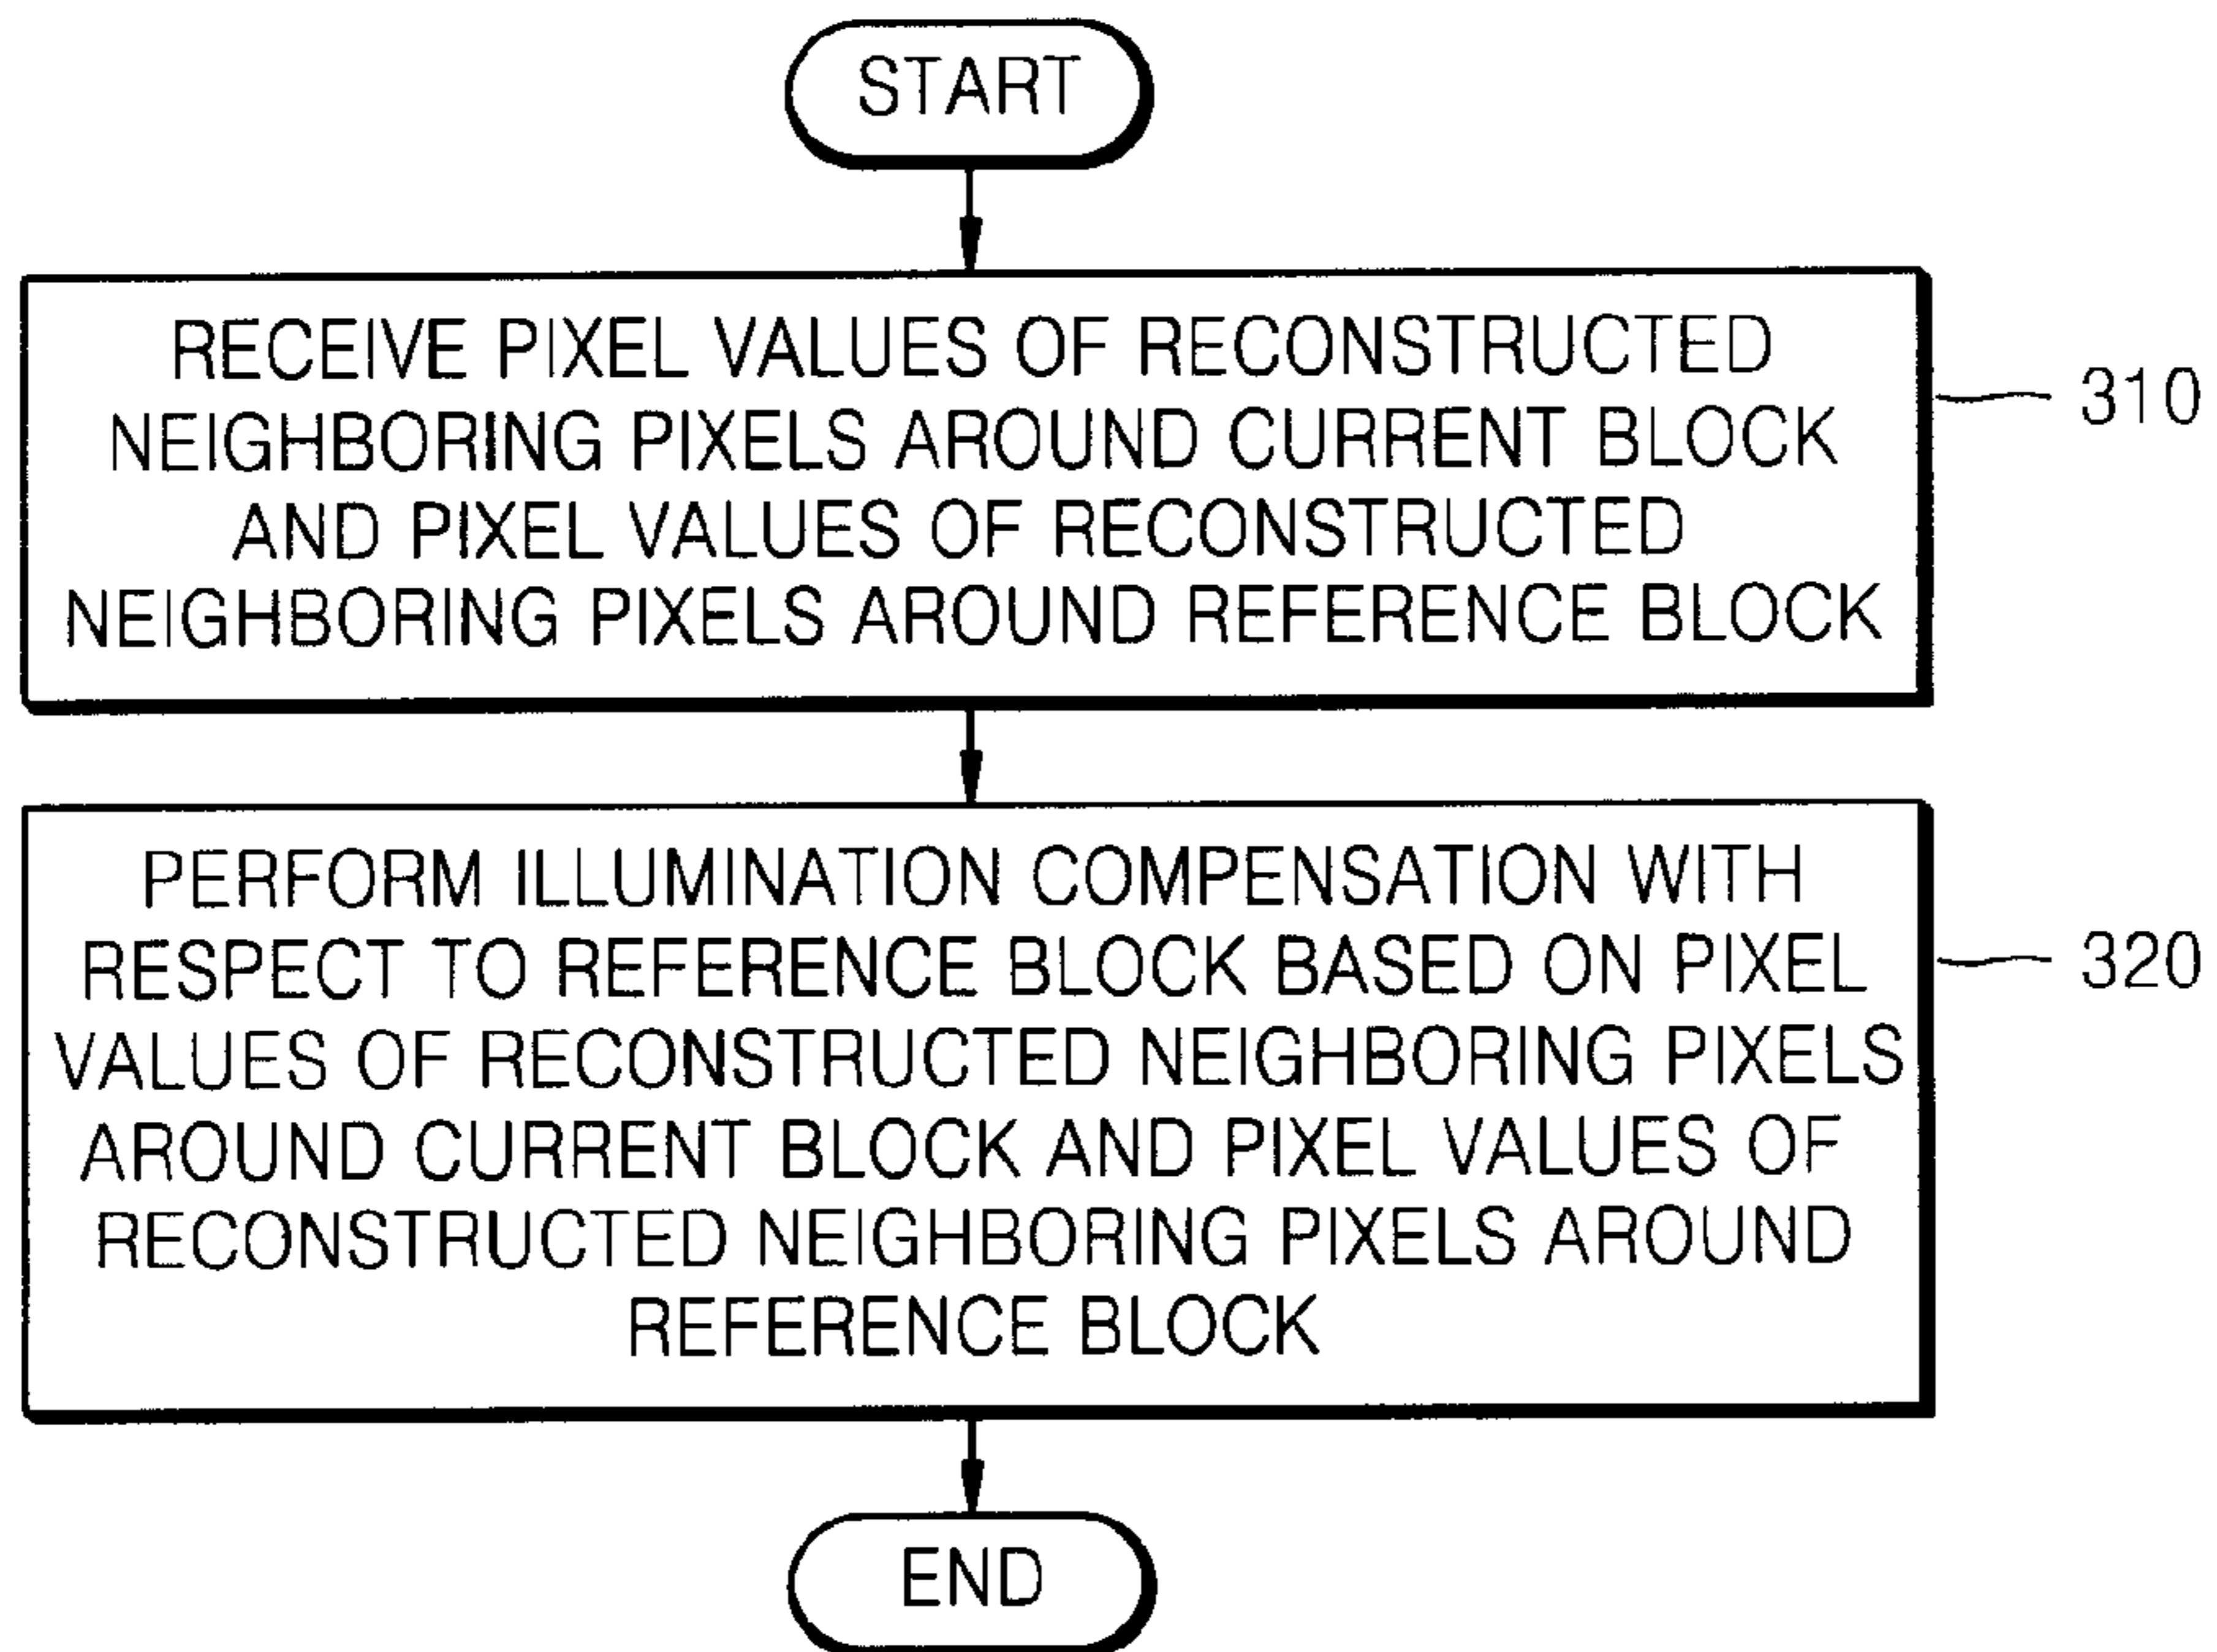 START
RECEIVE PIXEL VALUES OF RECONSTRUCTED
NEIGHBORING PIXELS AROUND CURRENT BLOCK
AND PIXEL VALUES OF RECONSTRUCTED
NEIGHBORING PIXELS AROUND REFERENCE BLOCK
310
PERFORM ILLUMINATION COMPENSATION WITH
RESPECT TO REFERENCE BLOCK BASED ON PIXEL
VALUES OF RECONSTRUCTED NEIGHBORING PIXELS
AROUND CURRENT BLOCK AND PIXEL VALUES OF
RECONSTRUCTED NEIGHBORING PIXELS AROUND
REFERENCE BLOCK
320
END